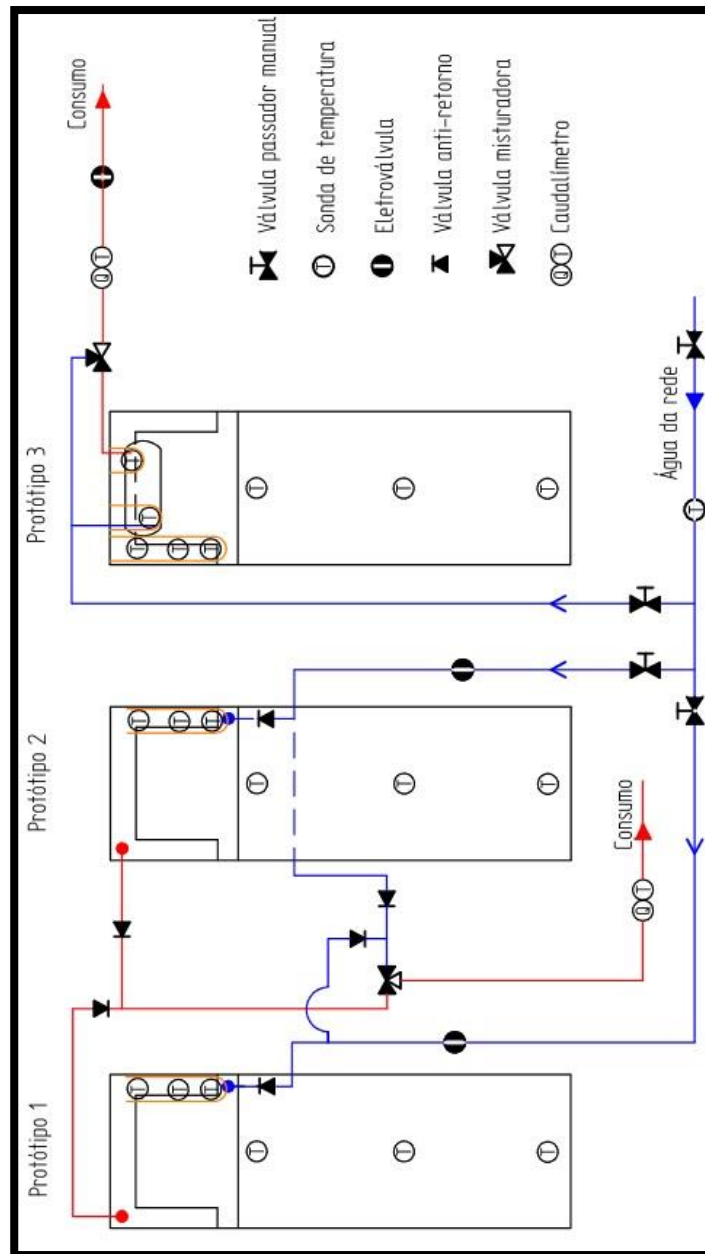 Protótipo 1
Protótipo 2
Protótipo 3
Consumo
Q T
T T T T
T
T T T
T T T
T T T
T T T
T T T
Válvula passador manual
T Sonda de temperatura
Eletroválvula
Válvula anti-retorno
Válvula misturadora
Q T Caudalímetro
Consumo
Q T
Água da rede
T